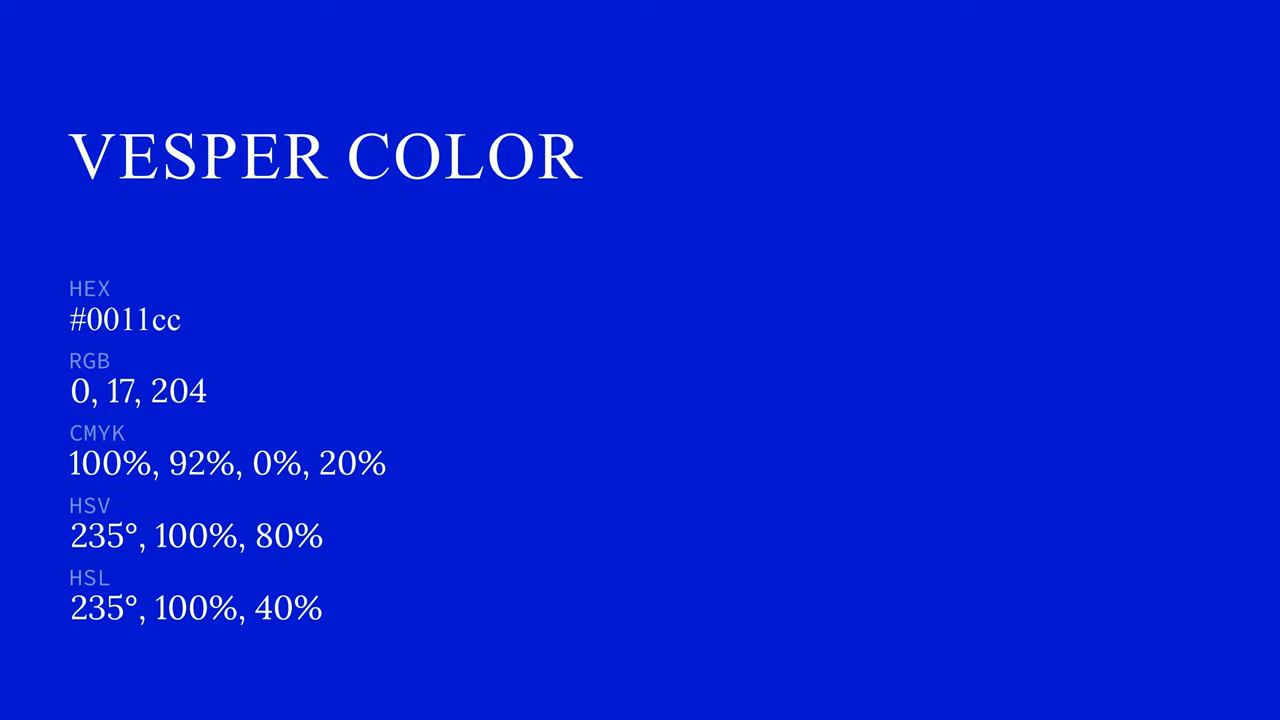 VESPER COLOR
HEX
#0011cc
RGB
0, 17, 204
CMYK
100%, 92%, 0%, 20%
HSV
235°, 100%, 80%
HSL
235°, 100%, 40%